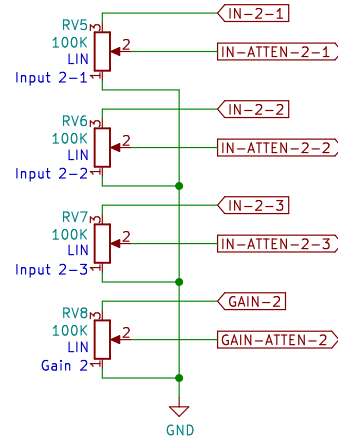 IN-2-1
RV5
3
100K
2
IN-ATTEN-2-1
LIN
1
Input 2-1
IN-2-2
RV6
3
100K
2
IN-ATTEN-2-2
LIN
1
Input 2-2
IN-2-3
RV7
3
100K
2
IN-ATTEN-2-3
LIN
1
Input 2-3
GAIN-2
RV8
3
100K
2
GAIN-ATTEN-2
LIN
1
Gain 2
GND